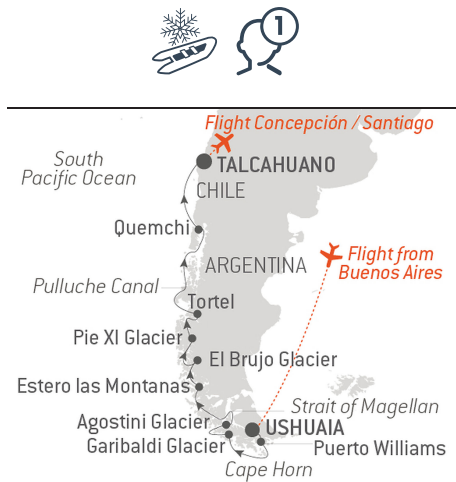 1
Flight Concepción / Santiago
South
Pacific Ocean
TALCAHUANO
CHILE
Quemchi
ARGENTINA
Flight from
Buenos Aires
Pulluche Canal
Tortel
Pie XI Glacier
El Brujo Glacier
Estero las Montanas
Strait of Magellan
Agostini Glacier
USHUAIA
Garibaldi Glacier
Puerto Williams
Cape Horn